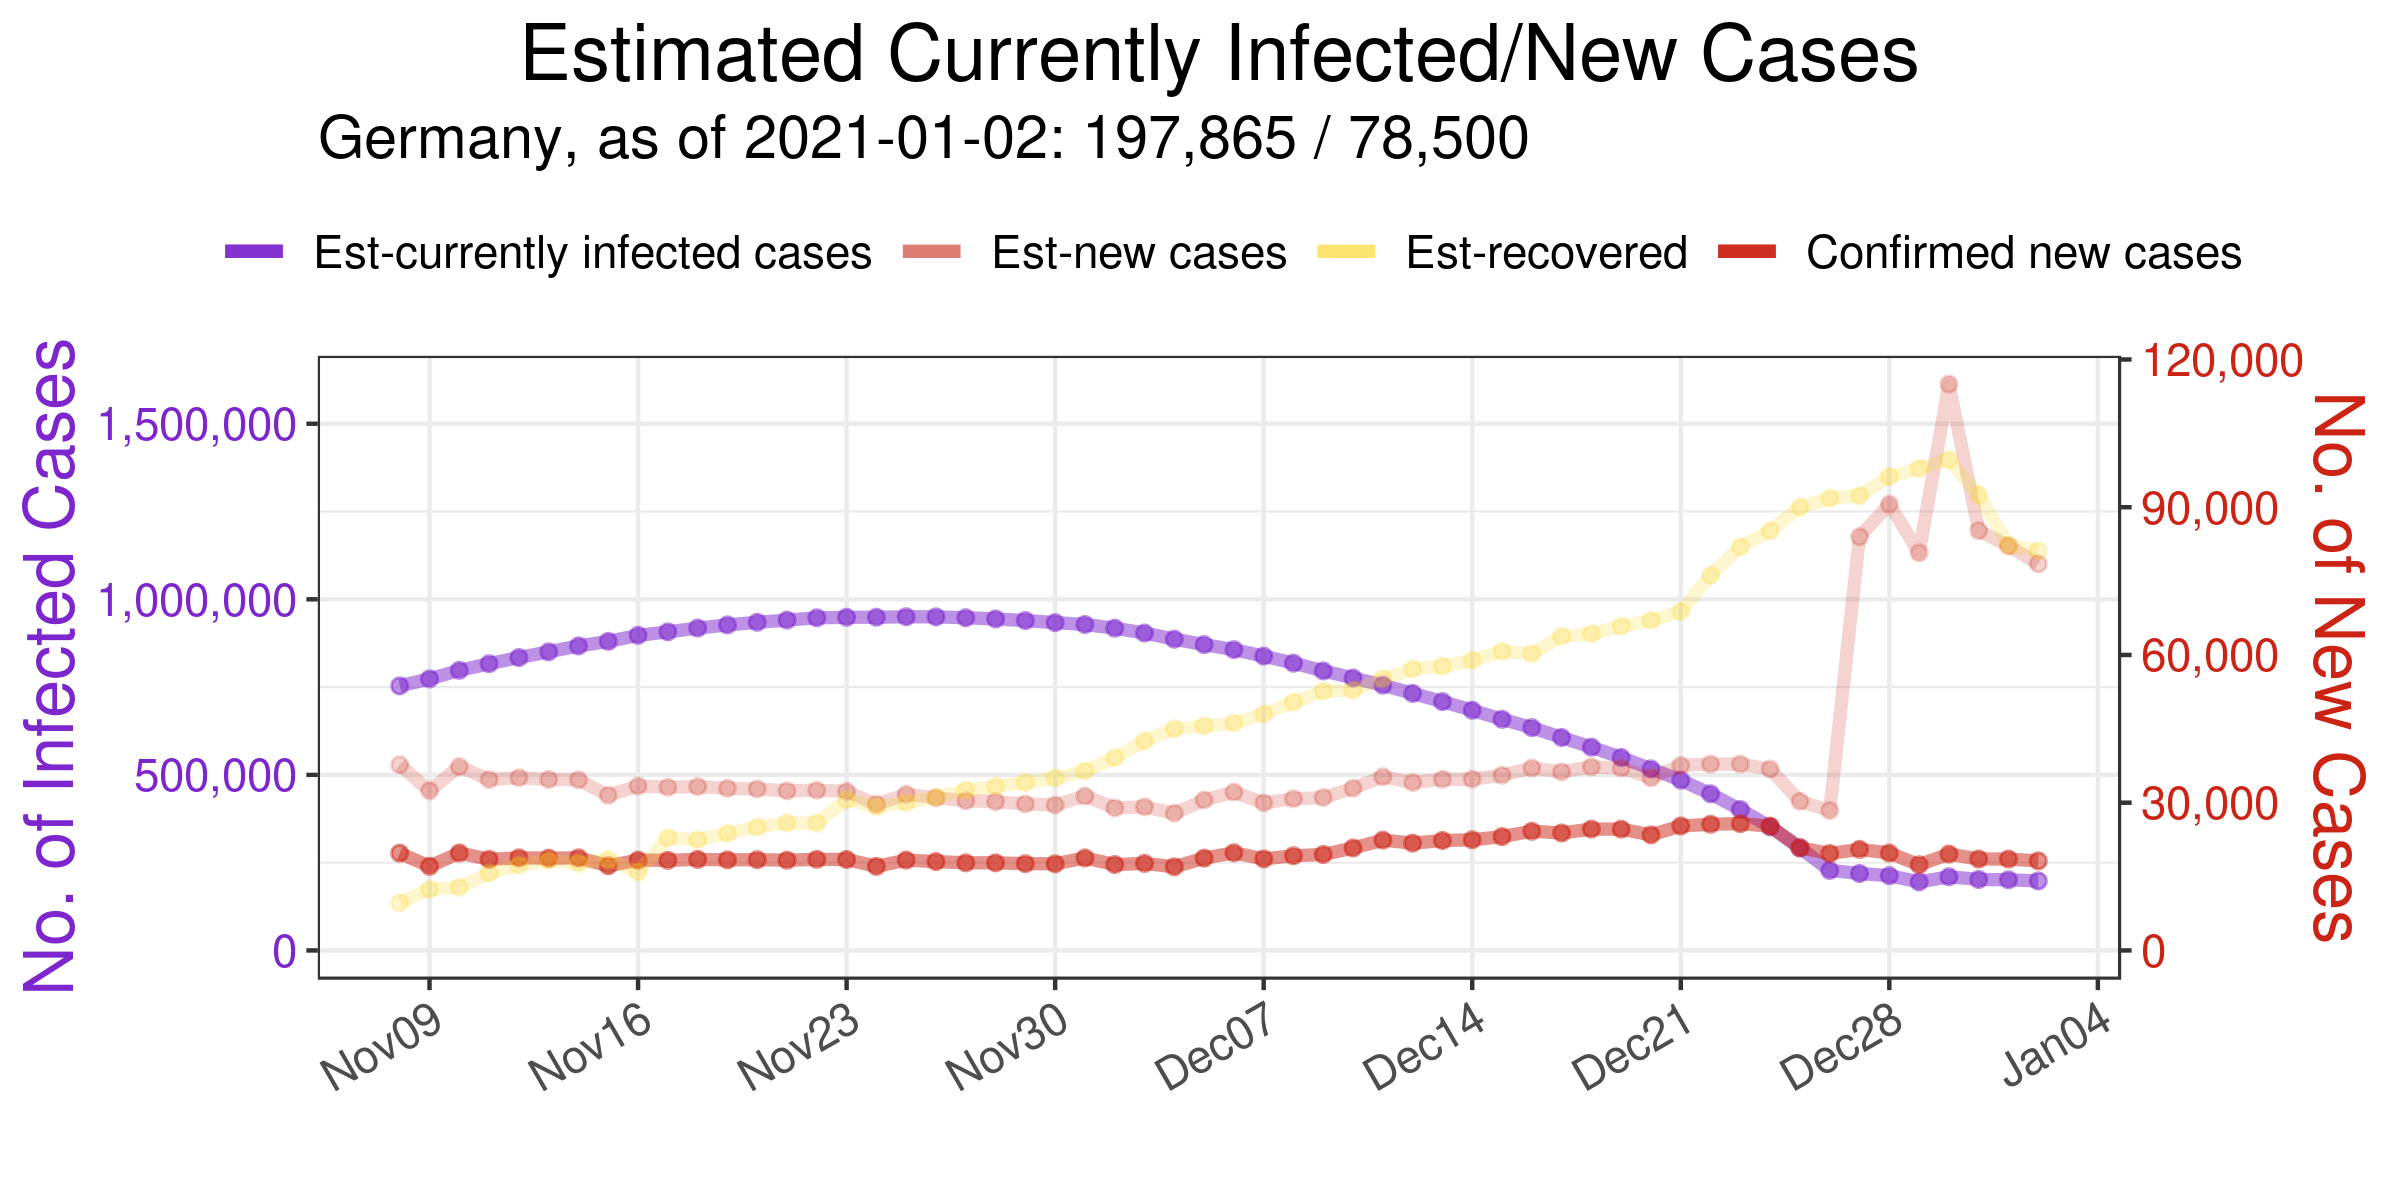 Estimated Currently Infected/New Cases
Germany, as of 2021-01-02: 197,865 / 78,500
Est-currently infected cases Est-new cases Est-recovered Confirmed new cases
No. of Infected Cases
1,500,000
1,000,000
500,000
0
120,000
90,000
60,000
30,000
0
No. of New Cases
Nov09 Nov16 Nov23 Nov30 Dec07 Dec14 Dec21 Dec28 Jan04